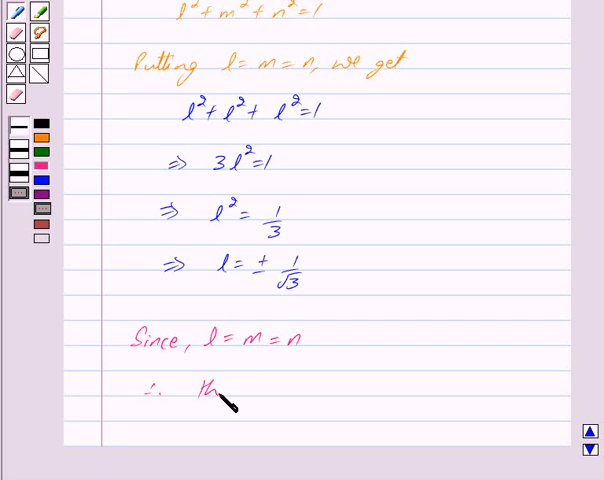 l² + m² + n² = 1
Putting l = m = n, we get
l² + l² + l² = 1
⇒ 3l² = 1
⇒ l² = 1/3
⇒ l = ± 1/√3
Since, l = m = n
∴ th